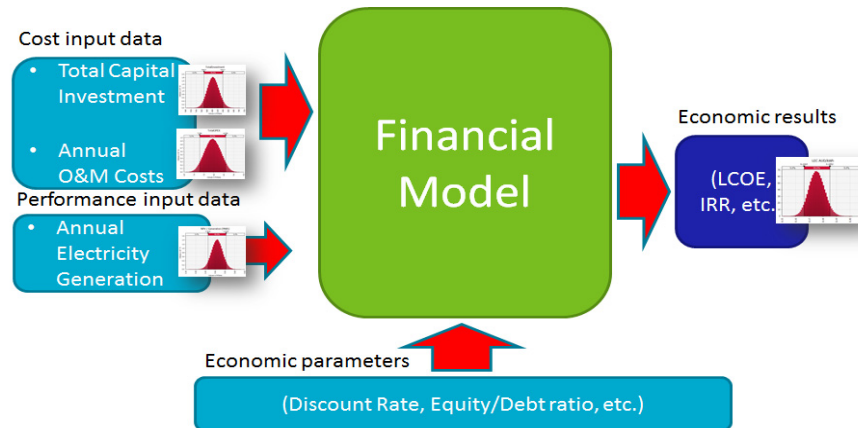 Cost input data
• Total Capital
Investment
• Annual
O&M Costs
Performance input data
• Annual
Electricity
Generation
Financial
Model
Economic results
(LCOE,
IRR, etc.
Economic parameters
(Discount Rate, Equity/Debt ratio, etc.)